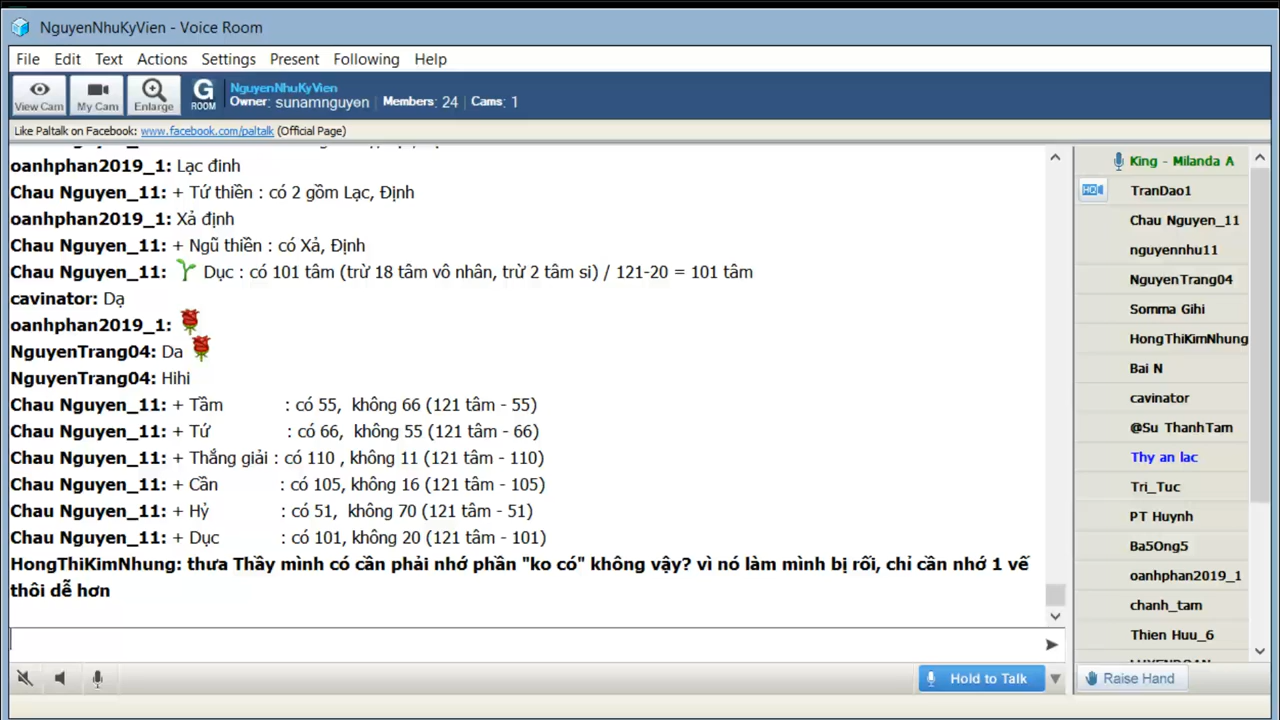 NguyenNhuKyVien - Voice Room
File Edit Text Actions Settings Present Following Help
View Cam My Cam Enlarge G ROOM NguyenNhuKyVien
Owner: sunamnguyen Members: 24 Cams: 1
Like Paltalk on Facebook: www.facebook.com/paltalk (Official Page)
oanhphan2019_1: Lạc đinh
Chau Nguyen_11: + Tứ thiền : có 2 gồm Lạc, Định
oanhphan2019_1: Xả định
Chau Nguyen_11: + Ngũ thiền : có Xả, Định
Chau Nguyen_11: Dục : có 101 tâm (trừ 18 tâm vô nhân, trừ 2 tâm si) / 121-20 = 101 tâm
cavinator: Dạ
oanhphan2019_1:
NguyenTrang04: Da
NguyenTrang04: Hihi
Chau Nguyen_11: + Tầm : có 55, không 66 (121 tâm - 55)
Chau Nguyen_11: + Tứ : có 66, không 55 (121 tâm - 66)
Chau Nguyen_11: + Thắng giải : có 110 , không 11 (121 tâm - 110)
Chau Nguyen_11: + Cần : có 105, không 16 (121 tâm - 105)
Chau Nguyen_11: + Hỷ : có 51, không 70 (121 tâm - 51)
Chau Nguyen_11: + Dục : có 101, không 20 (121 tâm - 101)
HongThiKimNhung: thưa Thầy mình có cần phải nhớ phần "ko có" không vậy? vì nó làm mình bị rối, chỉ cần nhớ 1 vế
thôi dễ hơn
King - Milanda A
HD
TranDao1
Chau Nguyen_11
nguyennhu11
NguyenTrang04
Somma Gihi
HongThiKimNhung
Bai N
cavinator
@Su ThanhTam
Thy an lac
Tri_Tuc
PT Huynh
Ba5Ong5
oanhphan2019_1
chanh_tam
Thien Huu_6
Hold to Talk
Raise Hand